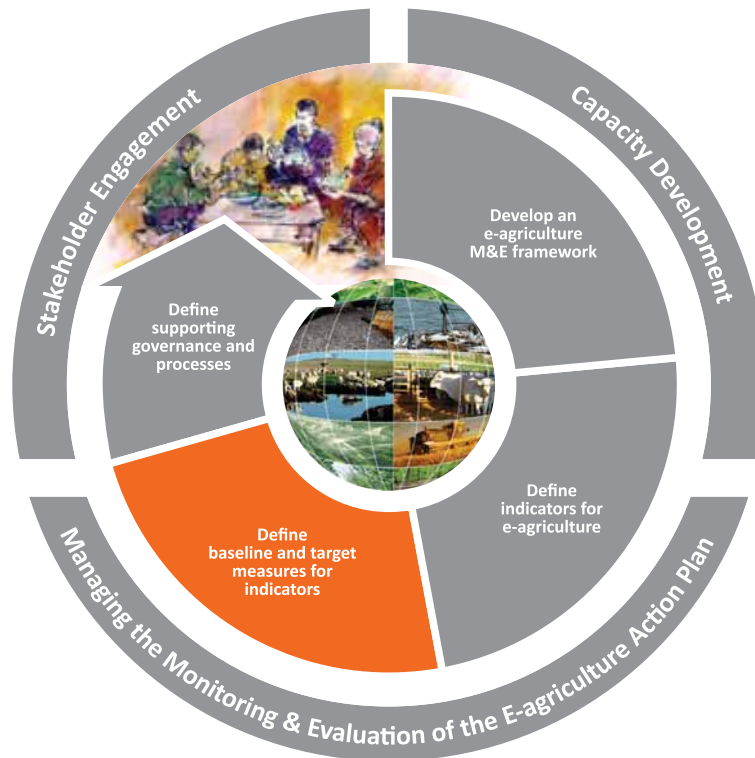 Stakeholder Engagement
Capacity Development
Develop an
e-agriculture
M&E framework
Define
supporting
governance and
processes
Define
indicators for
e-agriculture
Define
baseline and target
measures for
indicators
Managing the Monitoring & Evaluation of the E-agriculture Action Plan